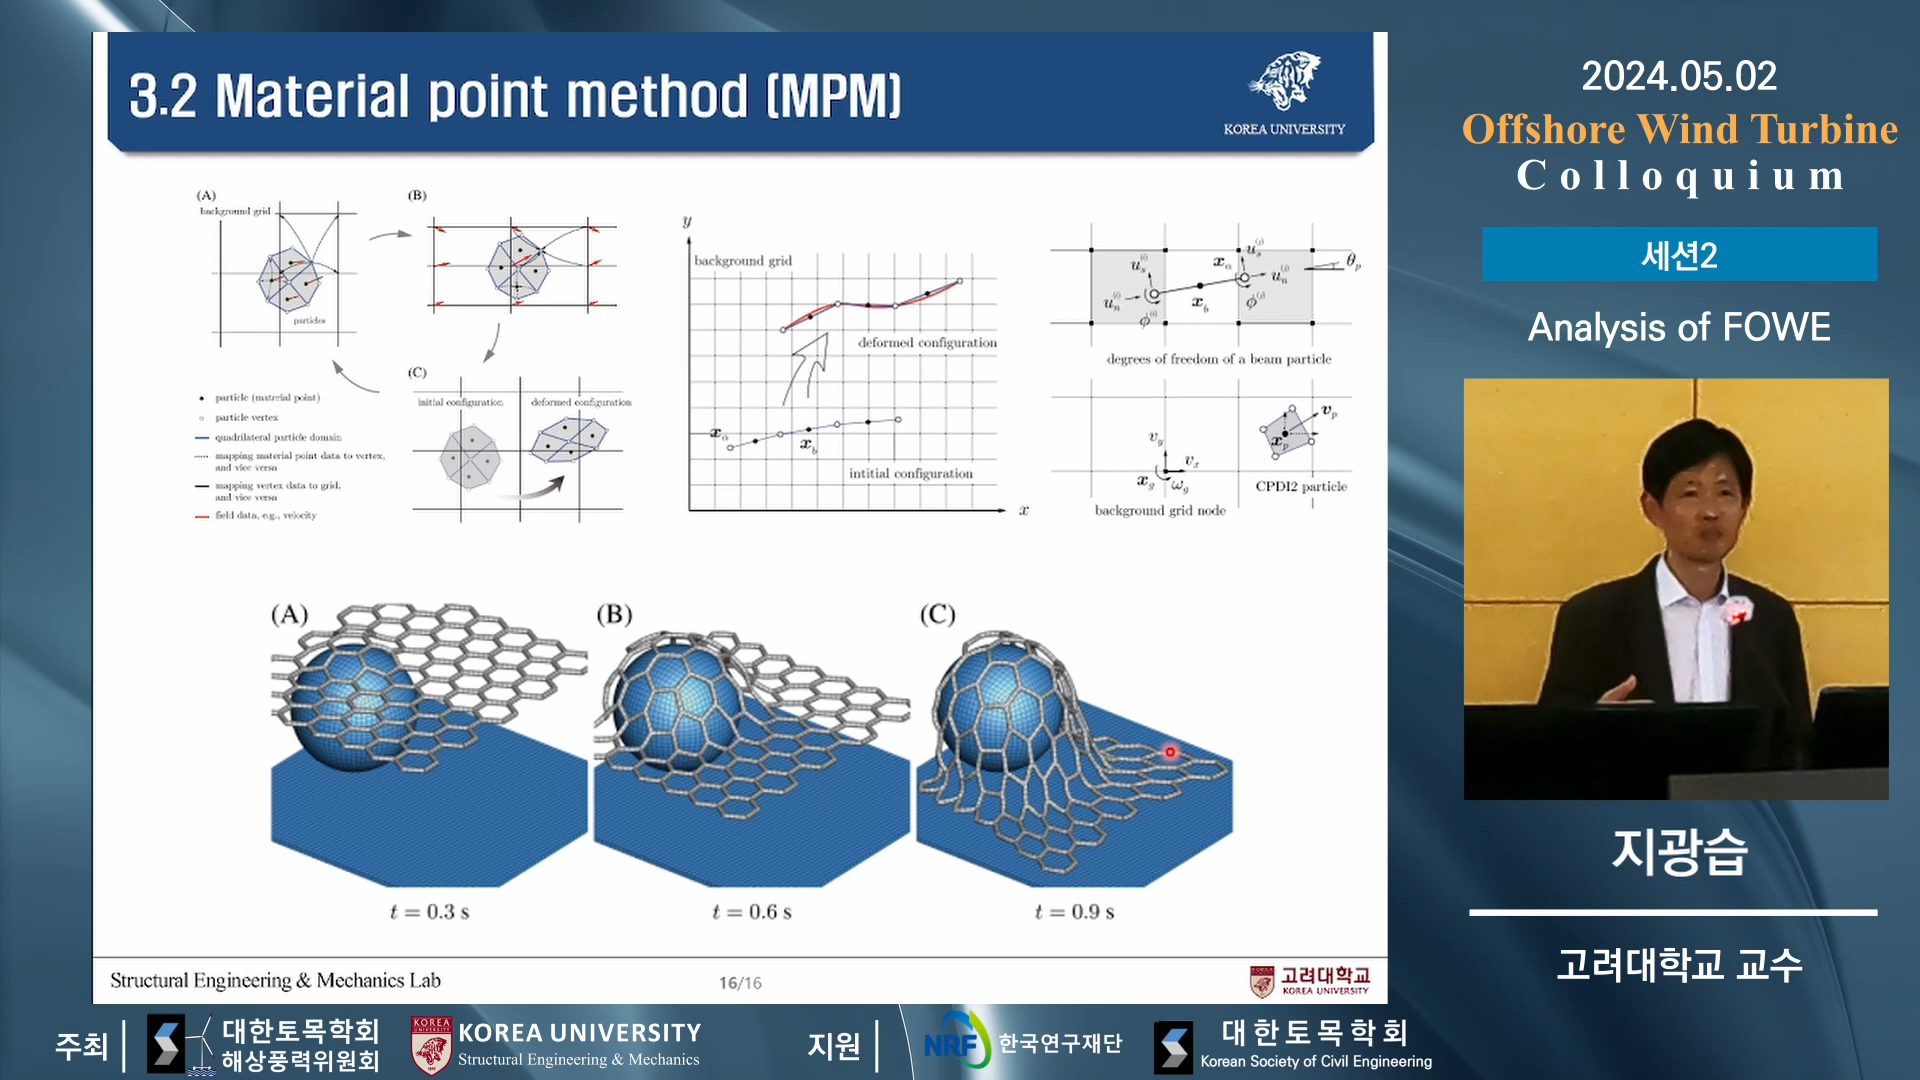 3.2 Material point method (MPM)
KOREA UNIVERSITY
(A)
background grid
particles
(B)
(C)
initial configuration
deformed configuration
particle (material point)
particle vertex
quadrilateral particle domain
mapping material point data to vertex,
and vice versa
mapping vertex data to grid,
and vice versa
field data, e.g., velocity
y
background grid
deformed configuration
intitial configuration
x
degrees of freedom of a beam particle
CPDI2 particle
background grid node
(A)
(B)
(C)
t = 0.3 s
t = 0.6 s
t = 0.9 s
Structural Engineering & Mechanics Lab
16/16
고려대학교
KOREA UNIVERSITY
2024.05.02
Offshore Wind Turbine
Colloquium
세션2
Analysis of FOWE
지광습
고려대학교 교수
주최
대한토목학회
해상풍력위원회
KOREA UNIVERSITY
Structural Engineering & Mechanics
지원
NRF
한국연구재단
대한토목학회
Korean Society of Civil Engineering